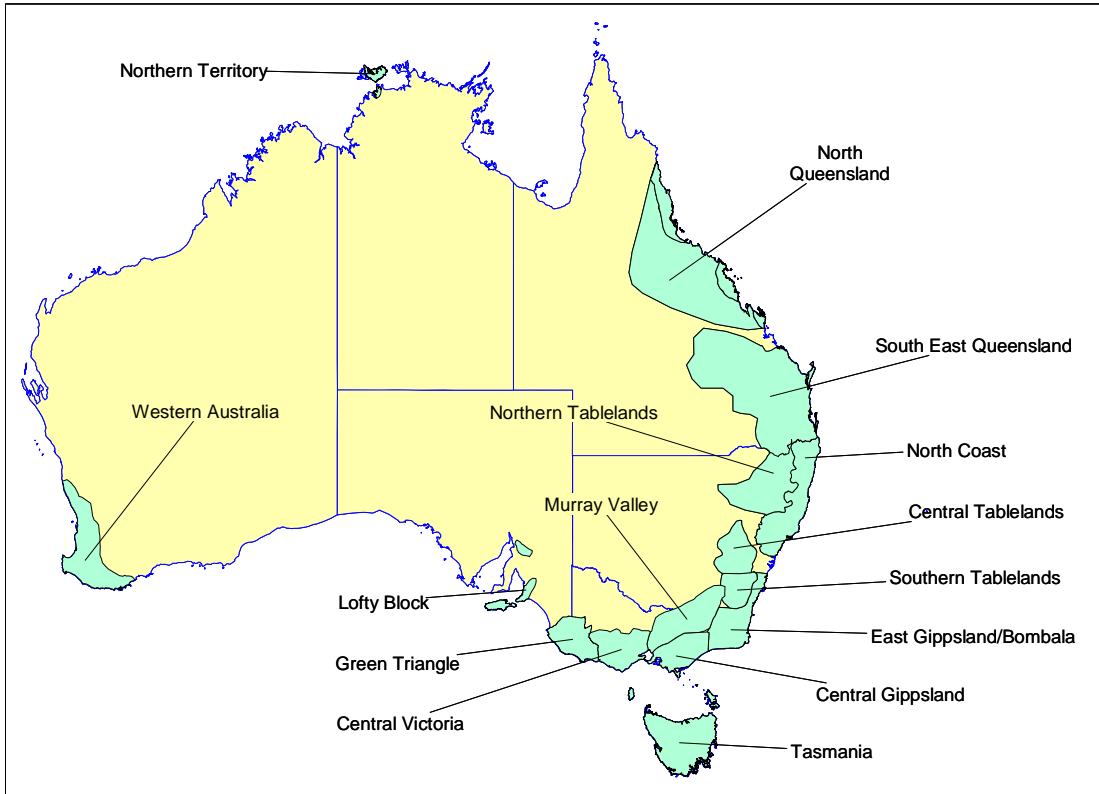 Northern Territory
North
Queensland
South East Queensland
Western Australia
Northern Tablelands
North Coast
Murray Valley
Central Tablelands
Southern Tablelands
Lofty Block
East Gippsland/Bombala
Green Triangle
Central Gippsland
Central Victoria
Tasmania